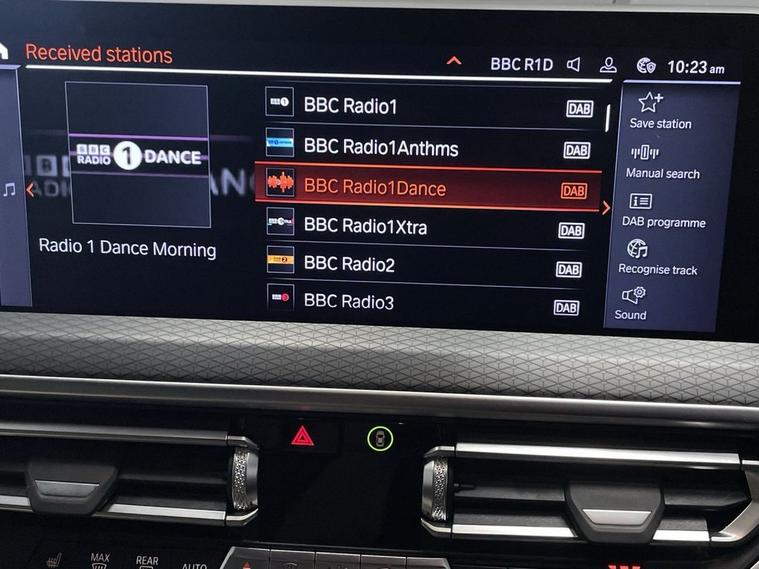 Received stations
BBC R1D
10:23 am
BBC
RADIO
1 DANCE
Radio 1 Dance Morning
BBC Radio1 DAB
BBC Radio1Anthms DAB
BBC Radio1Dance DAB
BBC Radio1Xtra DAB
BBC Radio2 DAB
BBC Radio3 DAB
Save station
Manual search
DAB programme
Recognise track
Sound
MAX
REAR
AUTO